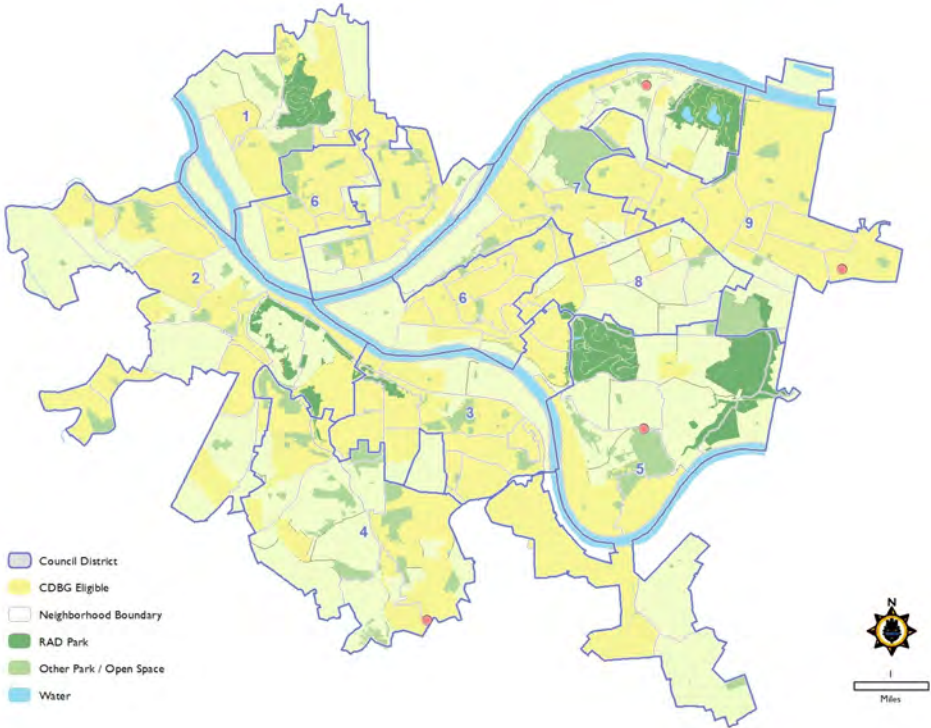 1
6
7
9
2
8
6
3
5
4
Council District
CDBG Eligible
Neighborhood Boundary
RAD Park
Other Park / Open Space
Water
N
1
Miles